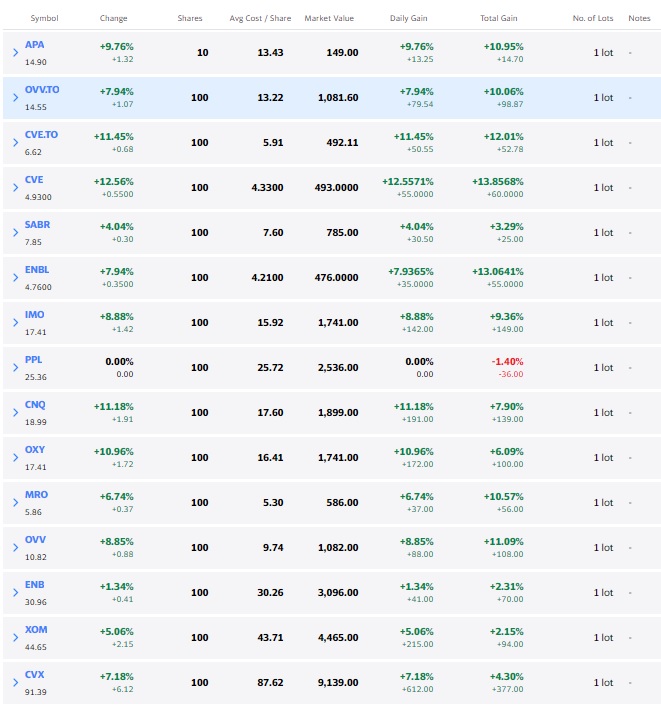 Symbol Change Shares Avg Cost / Share Market Value Daily Gain Total Gain No. of Lots Notes
APA +9.76% 10 13.43 149.00 +9.76% +10.95% 1 lot -
14.90 +1.32 +13.25 +14.70
OVV.TO +7.94% 100 13.22 1,081.60 +7.94% +10.06% 1 lot -
14.55 +1.07 +79.54 +98.87
CVE.TO +11.45% 100 5.91 492.11 +11.45% +12.01% 1 lot -
6.62 +0.68 +50.55 +52.78
CVE +12.56% 100 4.3300 493.0000 +12.5571% +13.8568% 1 lot -
4.9300 +0.5500 +55.0000 +60.0000
SABR +4.04% 100 7.60 785.00 +4.04% +3.29% 1 lot -
7.85 +0.30 +30.50 +25.00
ENBL +7.94% 100 4.2100 476.0000 +7.9365% +13.0641% 1 lot -
4.7600 +0.3500 +35.0000 +55.0000
IMO +8.88% 100 15.92 1,741.00 +8.88% +9.36% 1 lot -
17.41 +1.42 +142.00 +149.00
PPL 0.00% 100 25.72 2,536.00 0.00% -1.40% 1 lot -
25.36 0.00 0.00 -36.00
CNQ +11.18% 100 17.60 1,899.00 +11.18% +7.90% 1 lot -
18.99 +1.91 +191.00 +139.00
OXY +10.96% 100 16.41 1,741.00 +10.96% +6.09% 1 lot -
17.41 +1.72 +172.00 +100.00
MRO +6.74% 100 5.30 586.00 +6.74% +10.57% 1 lot -
5.86 +0.37 +37.00 +56.00
OVV +8.85% 100 9.74 1,082.00 +8.85% +11.09% 1 lot -
10.82 +0.88 +88.00 +108.00
ENB +1.34% 100 30.26 3,096.00 +1.34% +2.31% 1 lot -
30.96 +0.41 +41.00 +70.00
XOM +5.06% 100 43.71 4,465.00 +5.06% +2.15% 1 lot -
44.65 +2.15 +215.00 +94.00
CVX +7.18% 100 87.62 9,139.00 +7.18% +4.30% 1 lot -
91.39 +6.12 +612.00 +377.00